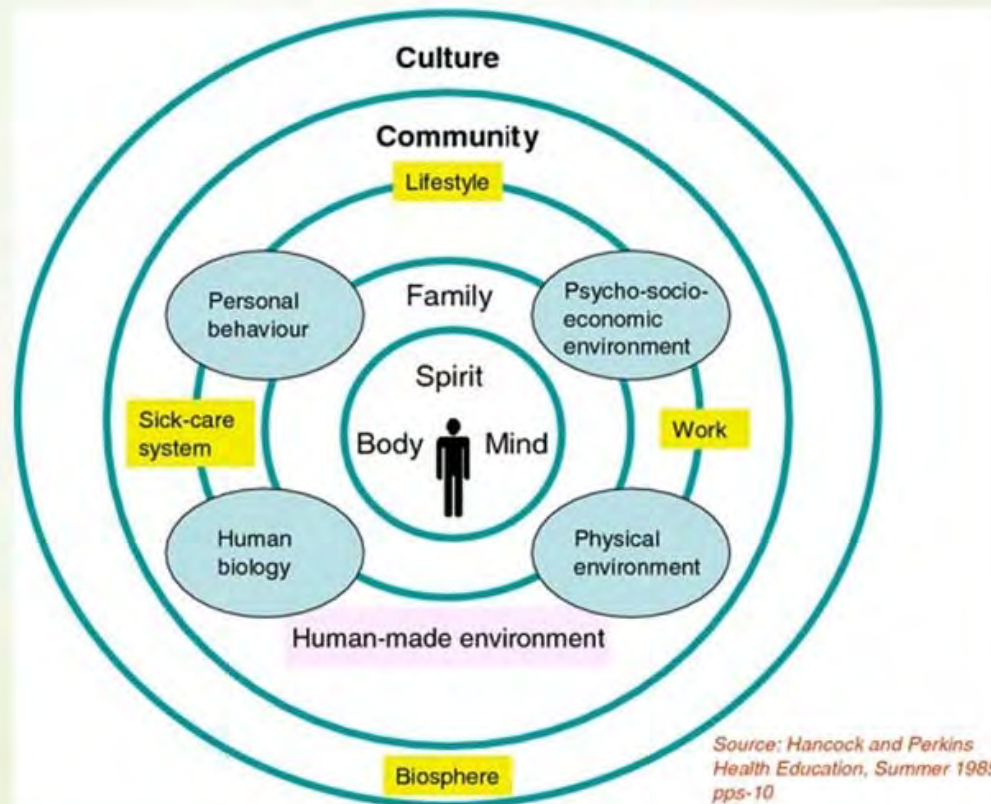 Culture
Community
Lifestyle
Personal
behaviour
Family
Psycho-socio-
economic
environment
Spirit
Sick-care
system
Body
Mind
Work
Human
biology
Physical
environment
Human-made environment
Biosphere
Source: Hancock and Perkins
Health Education, Summer 1985
pps-10